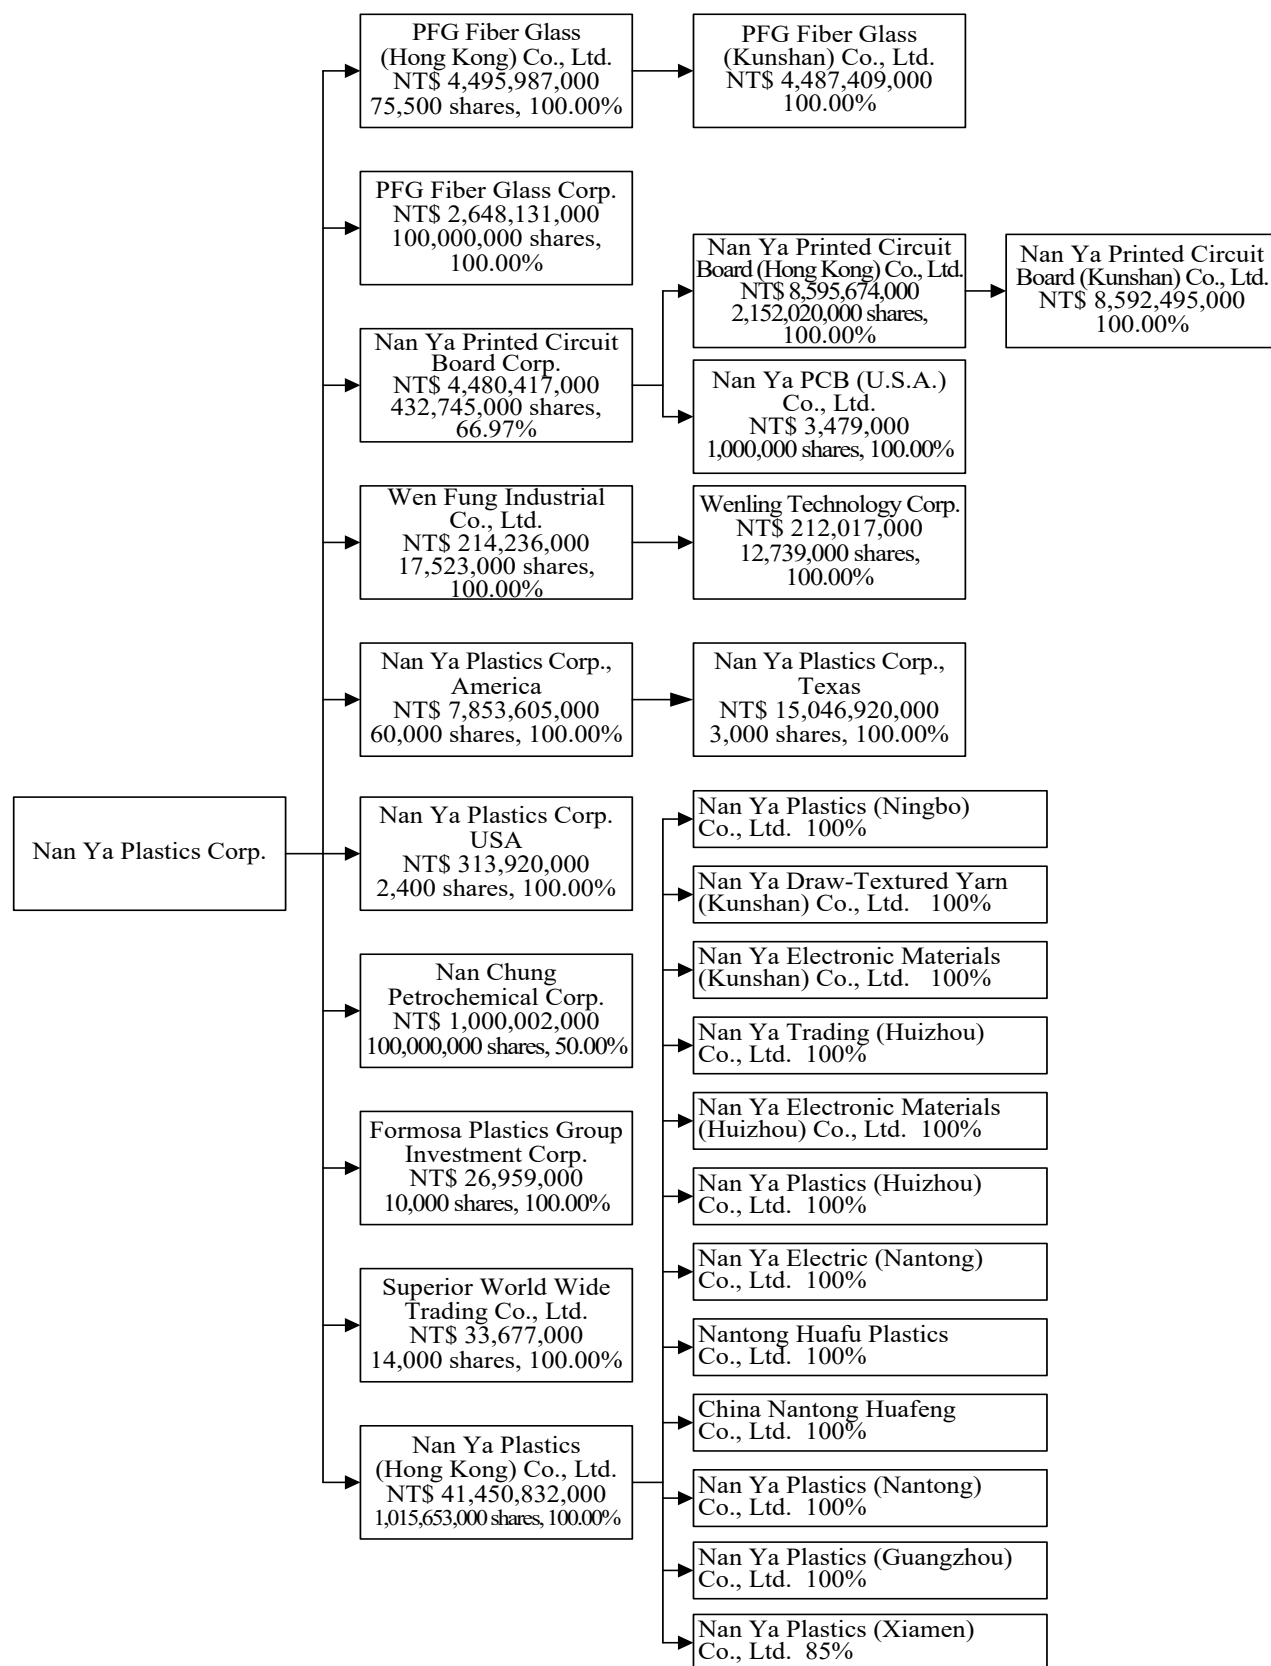 PFG Fiber Glass
(Hong Kong) Co., Ltd.
NT$ 4,495,987,000
75,500 shares, 100.00%
PFG Fiber Glass
(Kunshan) Co., Ltd.
NT$ 4,487,409,000
100.00%
PFG Fiber Glass Corp.
NT$ 2,648,131,000
100,000,000 shares,
100.00%
Nan Ya Printed Circuit
Board Corp.
NT$ 4,480,417,000
432,745,000 shares,
66.97%
Nan Ya Printed Circuit
Board (Hong Kong) Co., Ltd.
NT$ 8,595,674,000
2,152,020,000 shares,
100.00%
Nan Ya Printed Circuit
Board (Kunshan) Co., Ltd.
NT$ 8,592,495,000
100.00%
Nan Ya PCB (U.S.A.)
Co., Ltd.
NT$ 3,479,000
1,000,000 shares, 100.00%
Wen Fung Industrial
Co., Ltd.
NT$ 214,236,000
17,523,000 shares,
100.00%
Wenling Technology Corp.
NT$ 212,017,000
12,739,000 shares,
100.00%
Nan Ya Plastics Corp.,
America
NT$ 7,853,605,000
60,000 shares, 100.00%
Nan Ya Plastics Corp.,
Texas
NT$ 15,046,920,000
3,000 shares, 100.00%
Nan Ya Plastics Corp.
Nan Ya Plastics Corp.
USA
NT$ 313,920,000
2,400 shares, 100.00%
Nan Chung
Petrochemical Corp.
NT$ 1,000,002,000
100,000,000 shares, 50.00%
Formosa Plastics Group
Investment Corp.
NT$ 26,959,000
10,000 shares, 100.00%
Superior World Wide
Trading Co., Ltd.
NT$ 33,677,000
14,000 shares, 100.00%
Nan Ya Plastics
(Hong Kong) Co., Ltd.
NT$ 41,450,832,000
1,015,653,000 shares, 100.00%
Nan Ya Plastics (Ningbo)
Co., Ltd. 100%
Nan Ya Draw-Textured Yarn
(Kunshan) Co., Ltd. 100%
Nan Ya Electronic Materials
(Kunshan) Co., Ltd. 100%
Nan Ya Trading (Huizhou)
Co., Ltd. 100%
Nan Ya Electronic Materials
(Huizhou) Co., Ltd. 100%
Nan Ya Plastics (Huizhou)
Co., Ltd. 100%
Nan Ya Electric (Nantong)
Co., Ltd. 100%
Nantong Huafu Plastics
Co., Ltd. 100%
China Nantong Huafeng
Co., Ltd. 100%
Nan Ya Plastics (Nantong)
Co., Ltd. 100%
Nan Ya Plastics (Guangzhou)
Co., Ltd. 100%
Nan Ya Plastics (Xiamen)
Co., Ltd. 85%